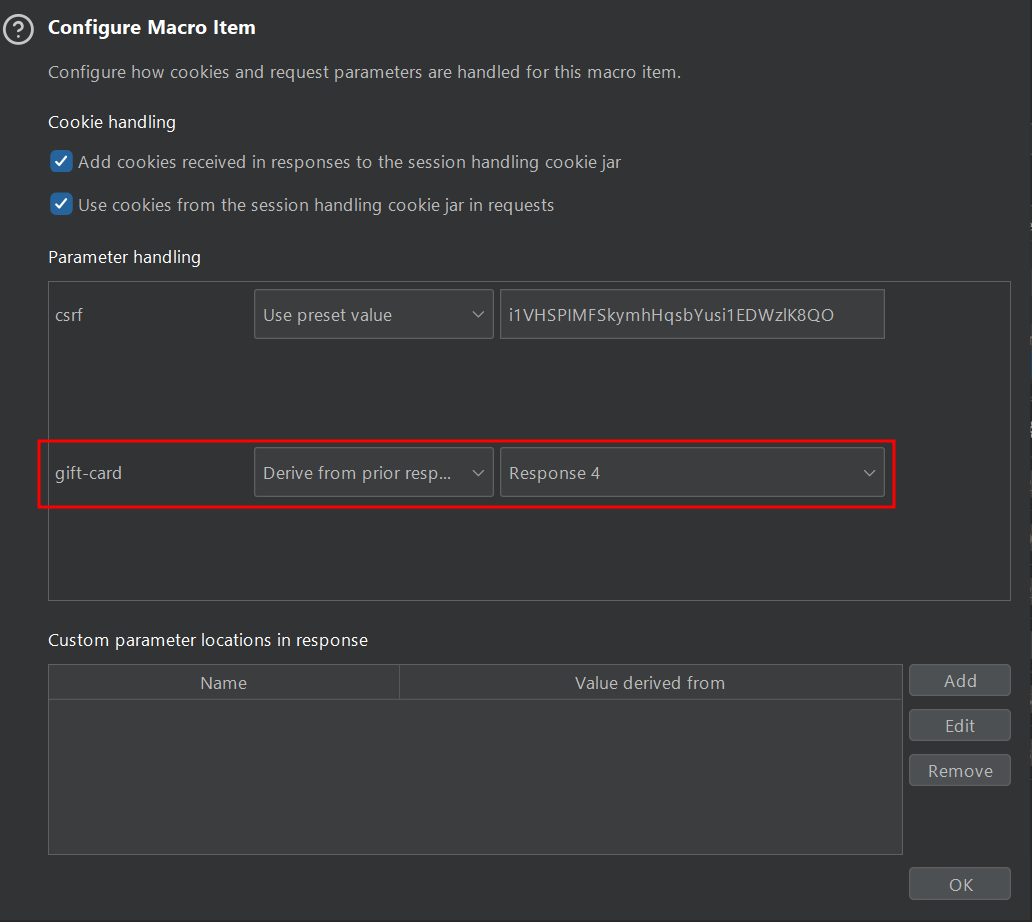 Configure Macro Item
Configure how cookies and request parameters are handled for this macro item.
Cookie handling
Add cookies received in responses to the session handling cookie jar
Use cookies from the session handling cookie jar in requests
Parameter handling
csrf Use preset value i1VHSPIMFSkymhHqsbYusi1EDWzlK8QO
gift-card Derive from prior resp... Response 4
Custom parameter locations in response
Name Value derived from
Add
Edit
Remove
OK